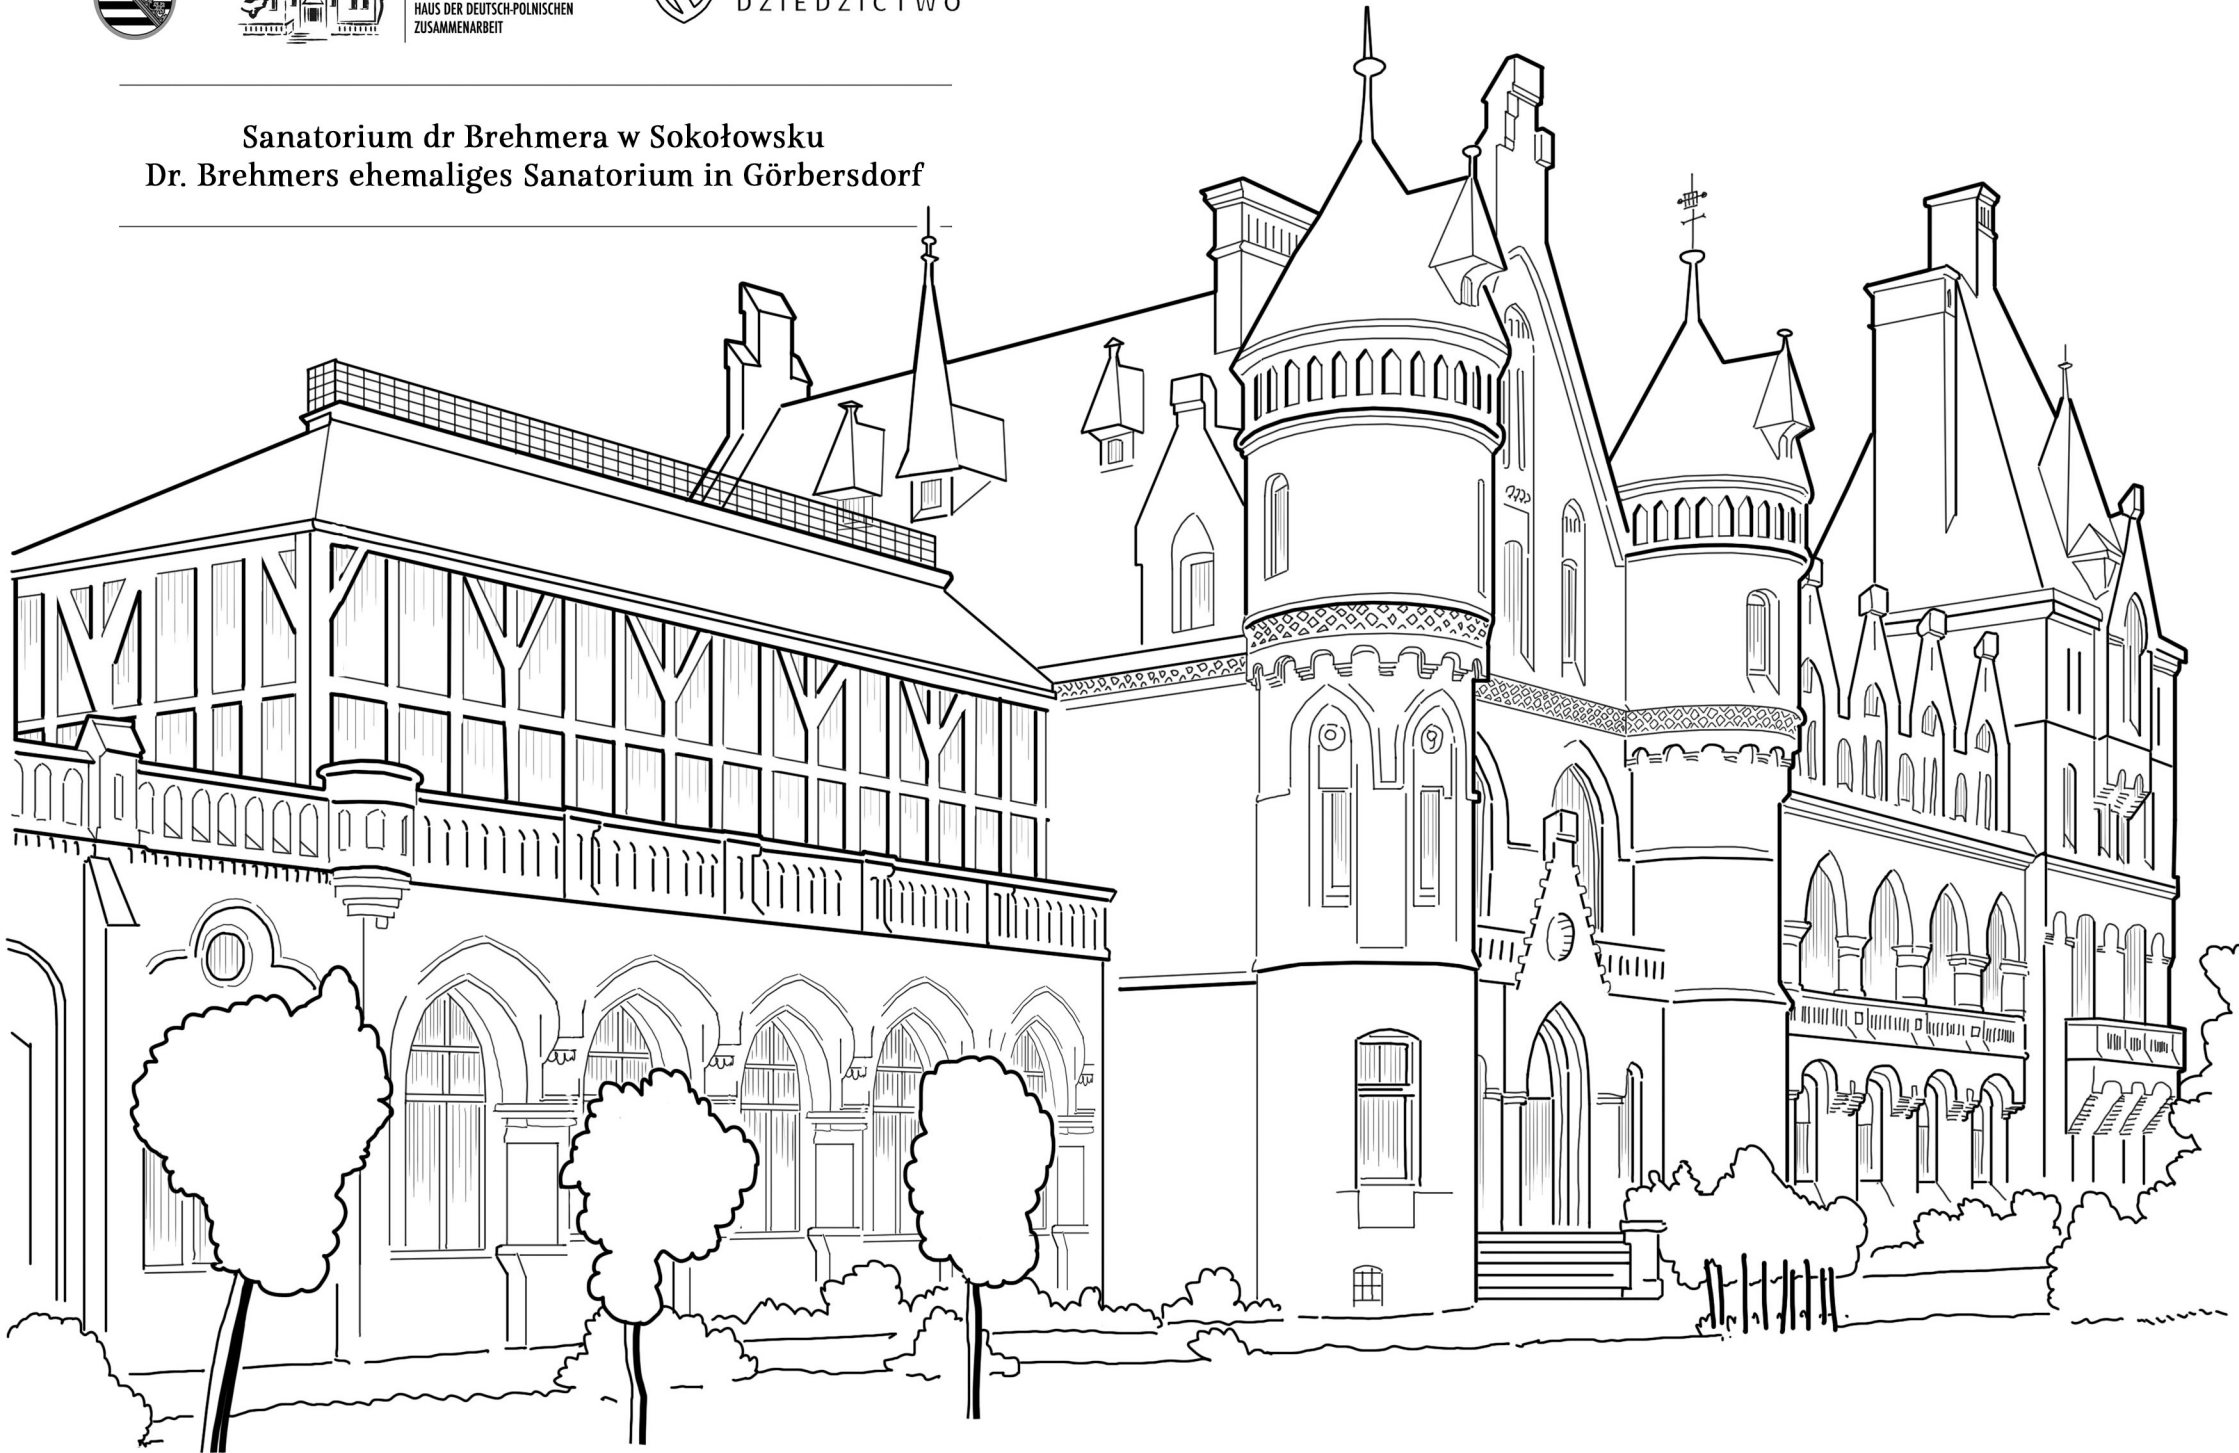 HAUS DER DEUTSCH-POLNISCHEN
ZUSAMMENARBEIT
DZIEDZICTWO
Sanatorium dr Brehmera w Sokołowsku
Dr. Brehmers ehemaliges Sanatorium in Görbersdorf